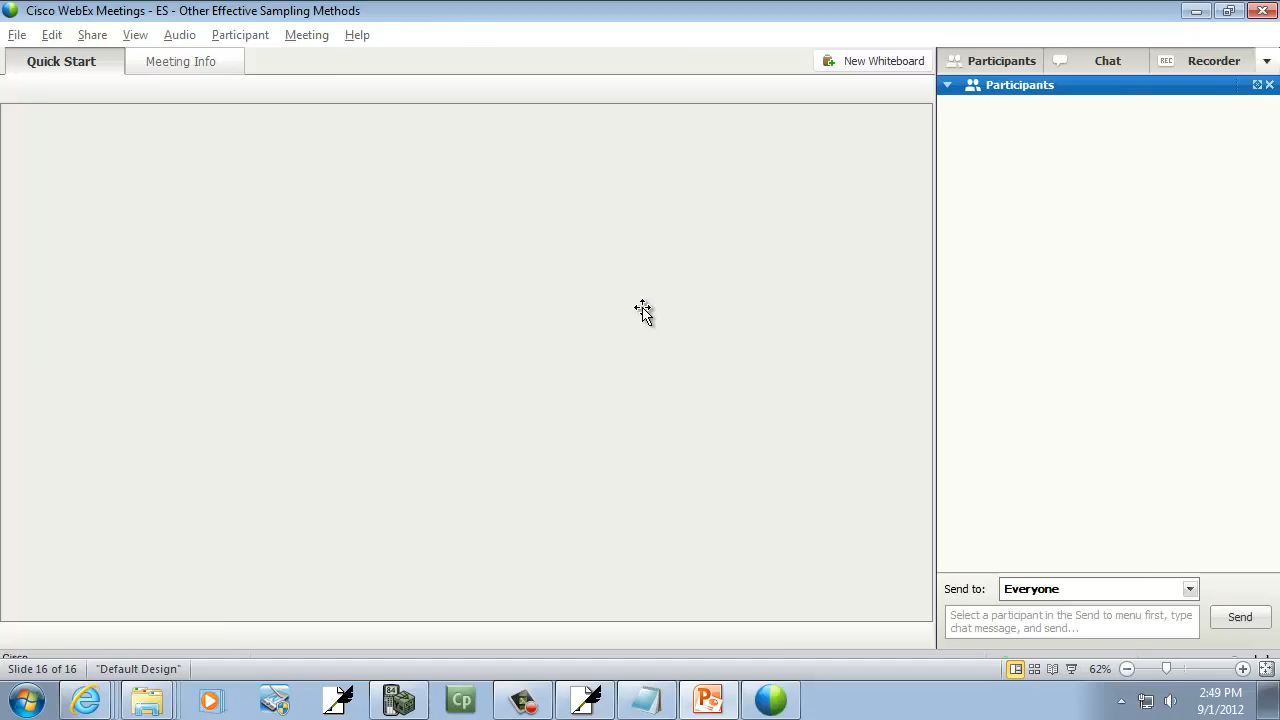 Cisco WebEx Meetings - ES - Other Effective Sampling Methods
File Edit Share View Audio Participant Meeting Help
Quick Start Meeting Info New Whiteboard Participants Chat REC Recorder
Participants
Send to: Everyone
Select a participant in the Send to menu first, type
chat message, and send...
Send
Cisco
Slide 16 of 16 "Default Design" 62%
84
Cp
P
2:49 PM
9/1/2012